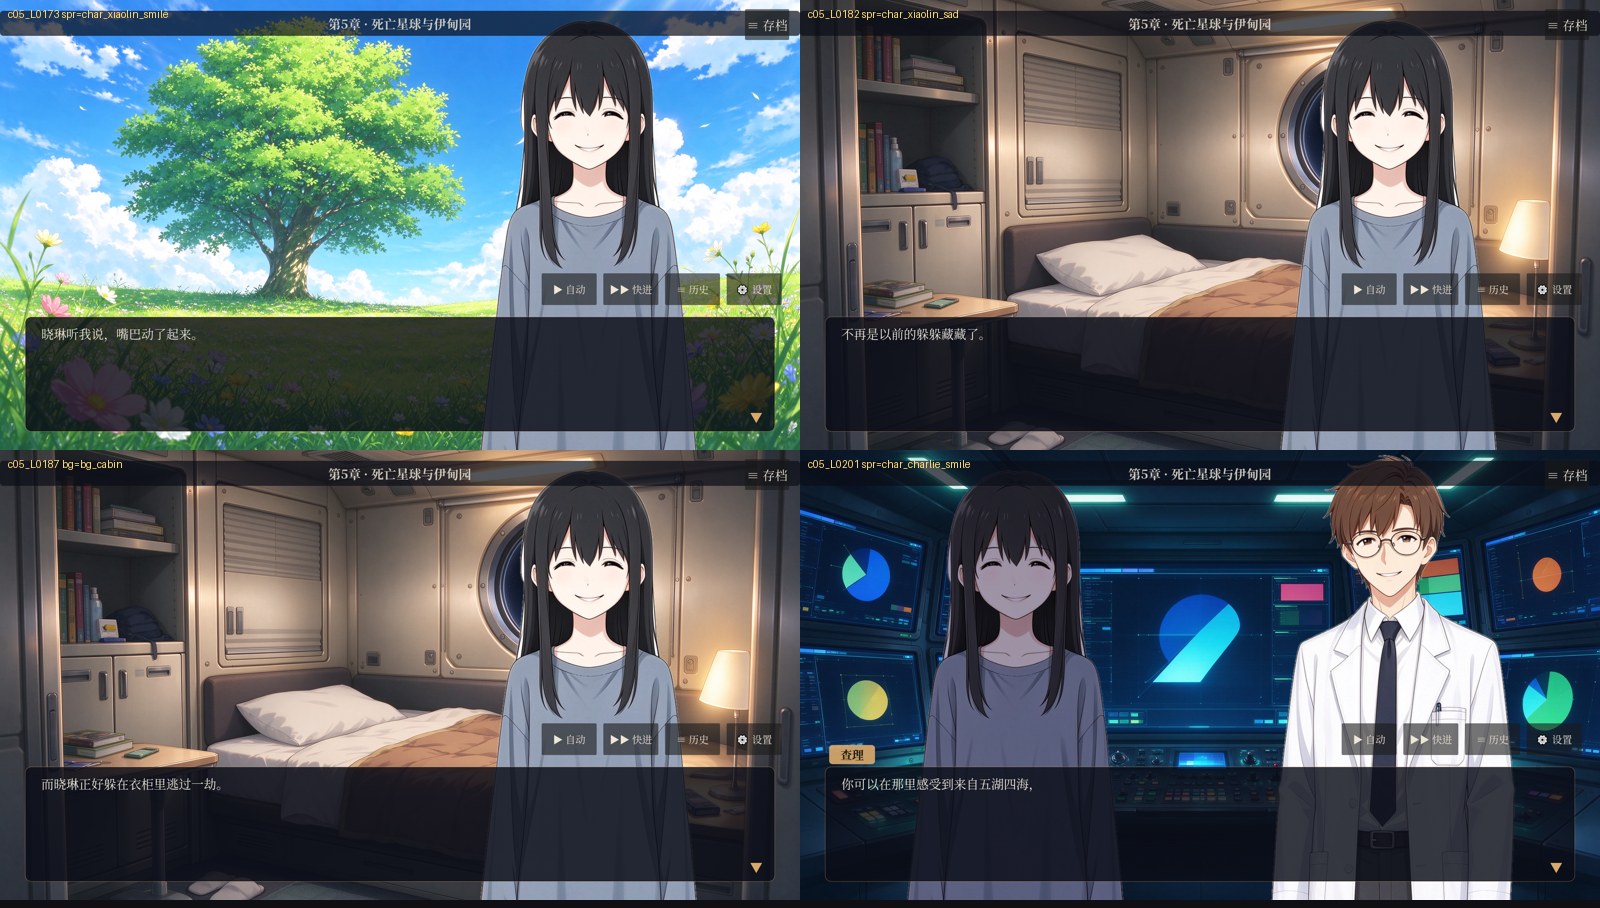 c05_L0173 spr=char_xiaolin_smile
第5章 · 死亡星球与伊甸园
≡ 存档
▶ 自动
▶▶ 快进
≡ 历史
设置
晓琳听我说，嘴巴动了起来。
c05_L0182 spr=char_xiaolin_sad
第5章 · 死亡星球与伊甸园
≡ 存档
▶ 自动
▶▶ 快进
≡ 历史
设置
不再是以前的躲躲藏藏了。
c05_L0187 bg=bg_cabin
第5章 · 死亡星球与伊甸园
≡ 存档
▶ 自动
▶▶ 快进
≡ 历史
设置
而晓琳正好躲在衣柜里逃过一劫。
c05_L0201 spr=char_charlie_smile
第5章 · 死亡星球与伊甸园
≡ 存档
▶ 自动
▶▶ 快进
≡ 历史
设置
查理
你可以在那里感受到来自五湖四海，